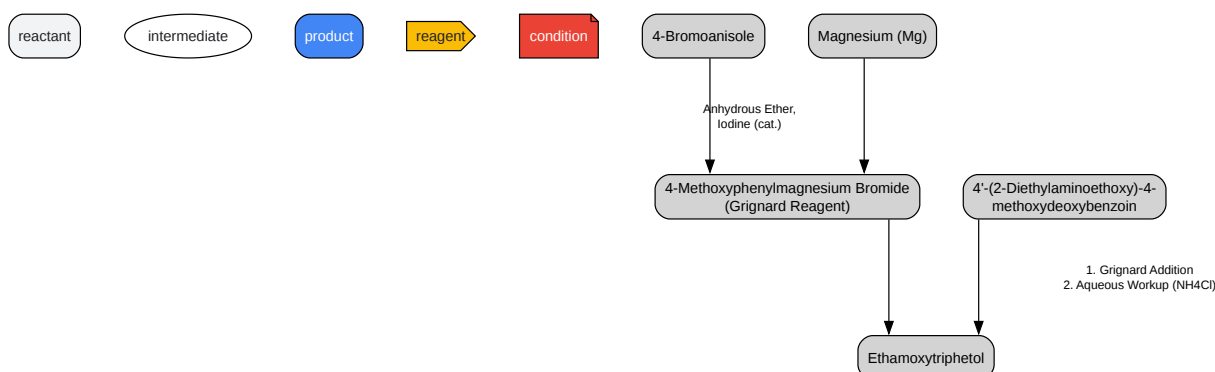 reactant
intermediate
product
reagent
condition
4-Bromoanisole
Magnesium (Mg)
Anhydrous Ether,
Iodine (cat.)
4-Methoxyphenylmagnesium Bromide
(Grignard Reagent)
4'-(2-Diethylaminoethoxy)-4-
methoxydeoxybenzoin
1. Grignard Addition
2. Aqueous Workup (NH4Cl)
Ethamoxytriphetol